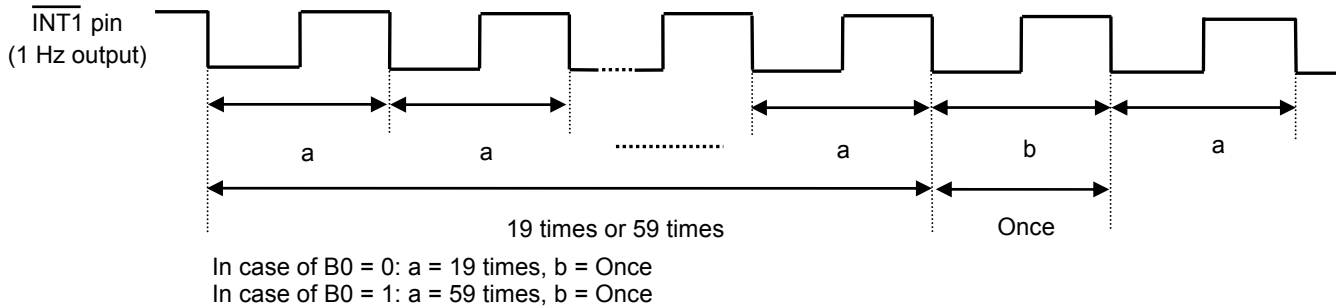 INT1 pin
(1 Hz output)
a
a
a
b
a
19 times or 59 times
Once
In case of B0 = 0: a = 19 times, b = Once
In case of B0 = 1: a = 59 times, b = Once